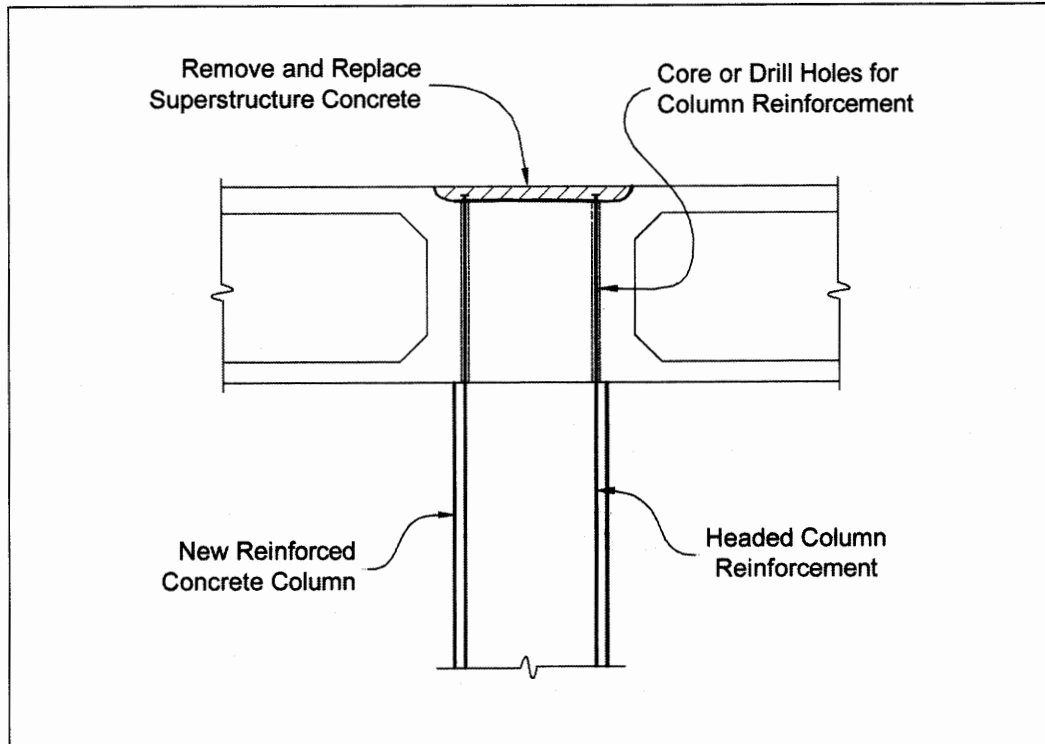 Remove and Replace
Superstructure Concrete
Core or Drill Holes for
Column Reinforcement
New Reinforced
Concrete Column
Headed Column
Reinforcement